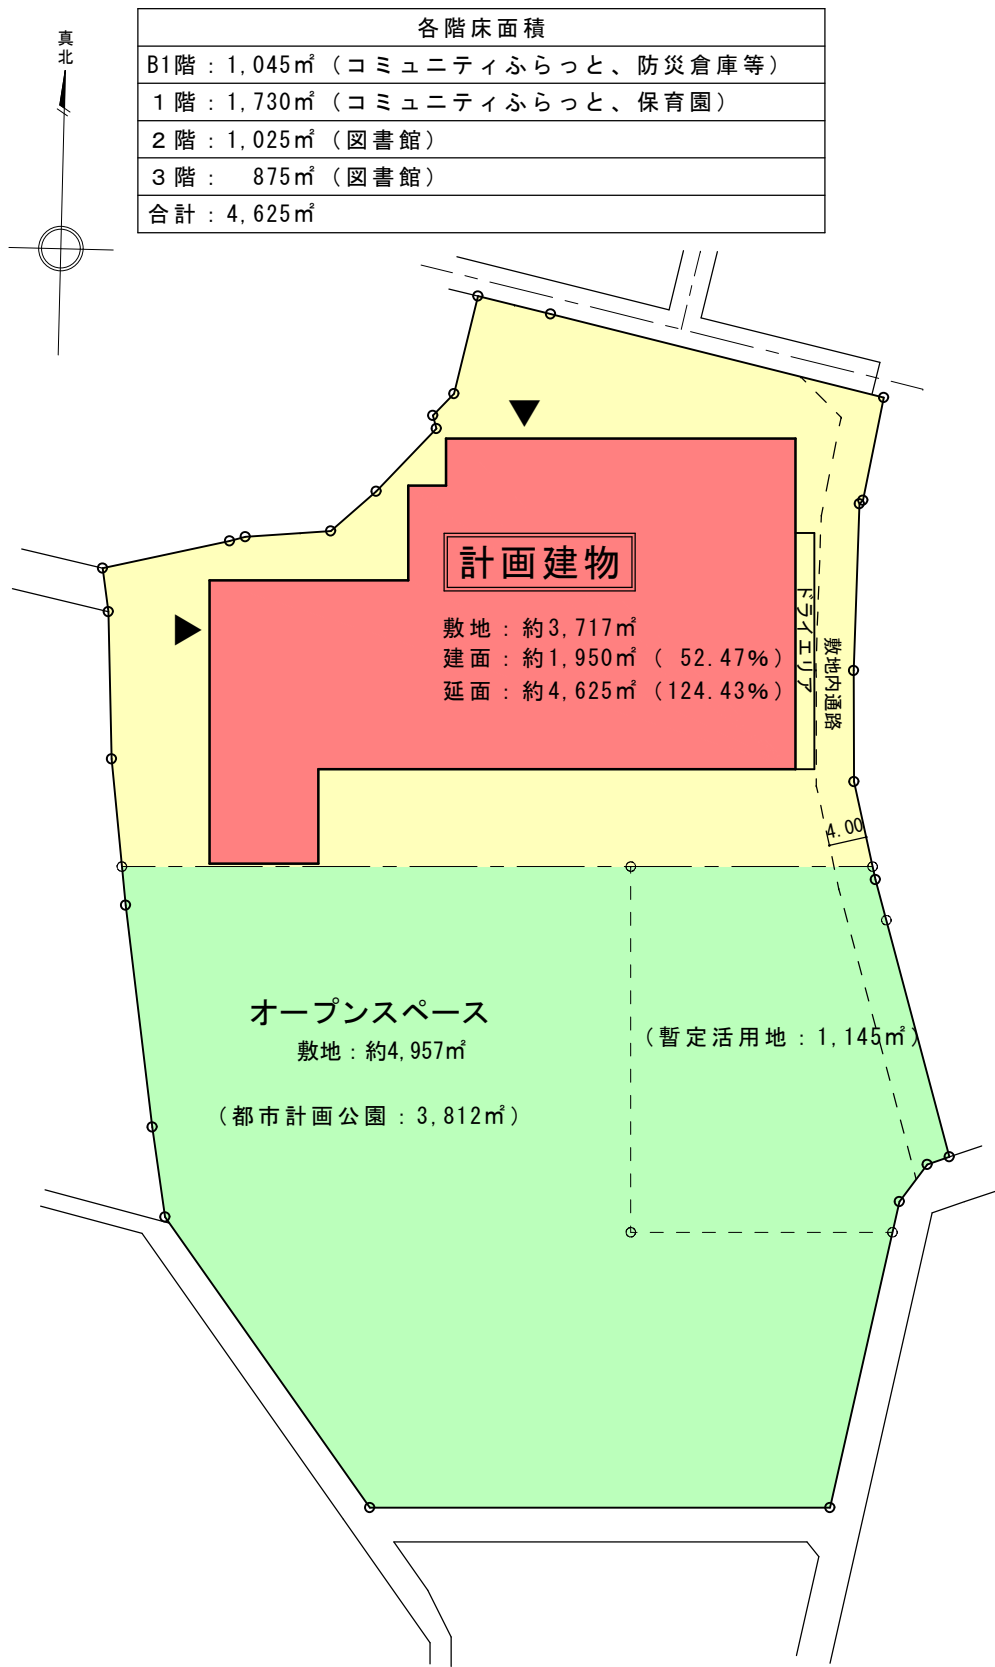 真北
各階床面積
B1階：1,045㎡（コミュニティふらっと、防災倉庫等）
１階：1,730㎡（コミュニティふらっと、保育園）
２階：1,025㎡（図書館）
３階：　875㎡（図書館）
合計：4,625㎡
計画建物
敷地：約3,717㎡
建面：約1,950㎡（ 52.47%）
延面：約4,625㎡（124.43%）
ドライエリア
敷地内通路
4.00
オープンスペース
敷地：約4,957㎡
（暫定活用地：1,145㎡）
（都市計画公園：3,812㎡）